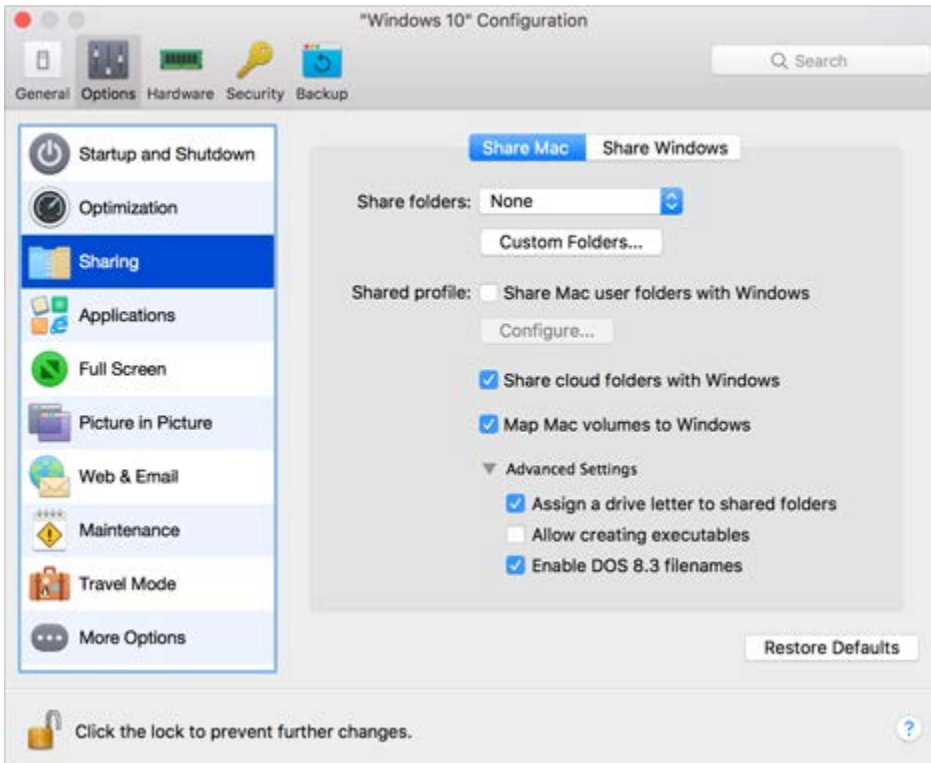 "Windows 10" Configuration
General Options Hardware Security Backup
Search
Startup and Shutdown
Optimization
Sharing
Applications
Full Screen
Picture in Picture
Web & Email
Maintenance
Travel Mode
More Options
Share Mac Share Windows
Share folders: None
Custom Folders...
Shared profile: Share Mac user folders with Windows
Configure...
Share cloud folders with Windows
Map Mac volumes to Windows
Advanced Settings
Assign a drive letter to shared folders
Allow creating executables
Enable DOS 8.3 filenames
Restore Defaults
Click the lock to prevent further changes.
?